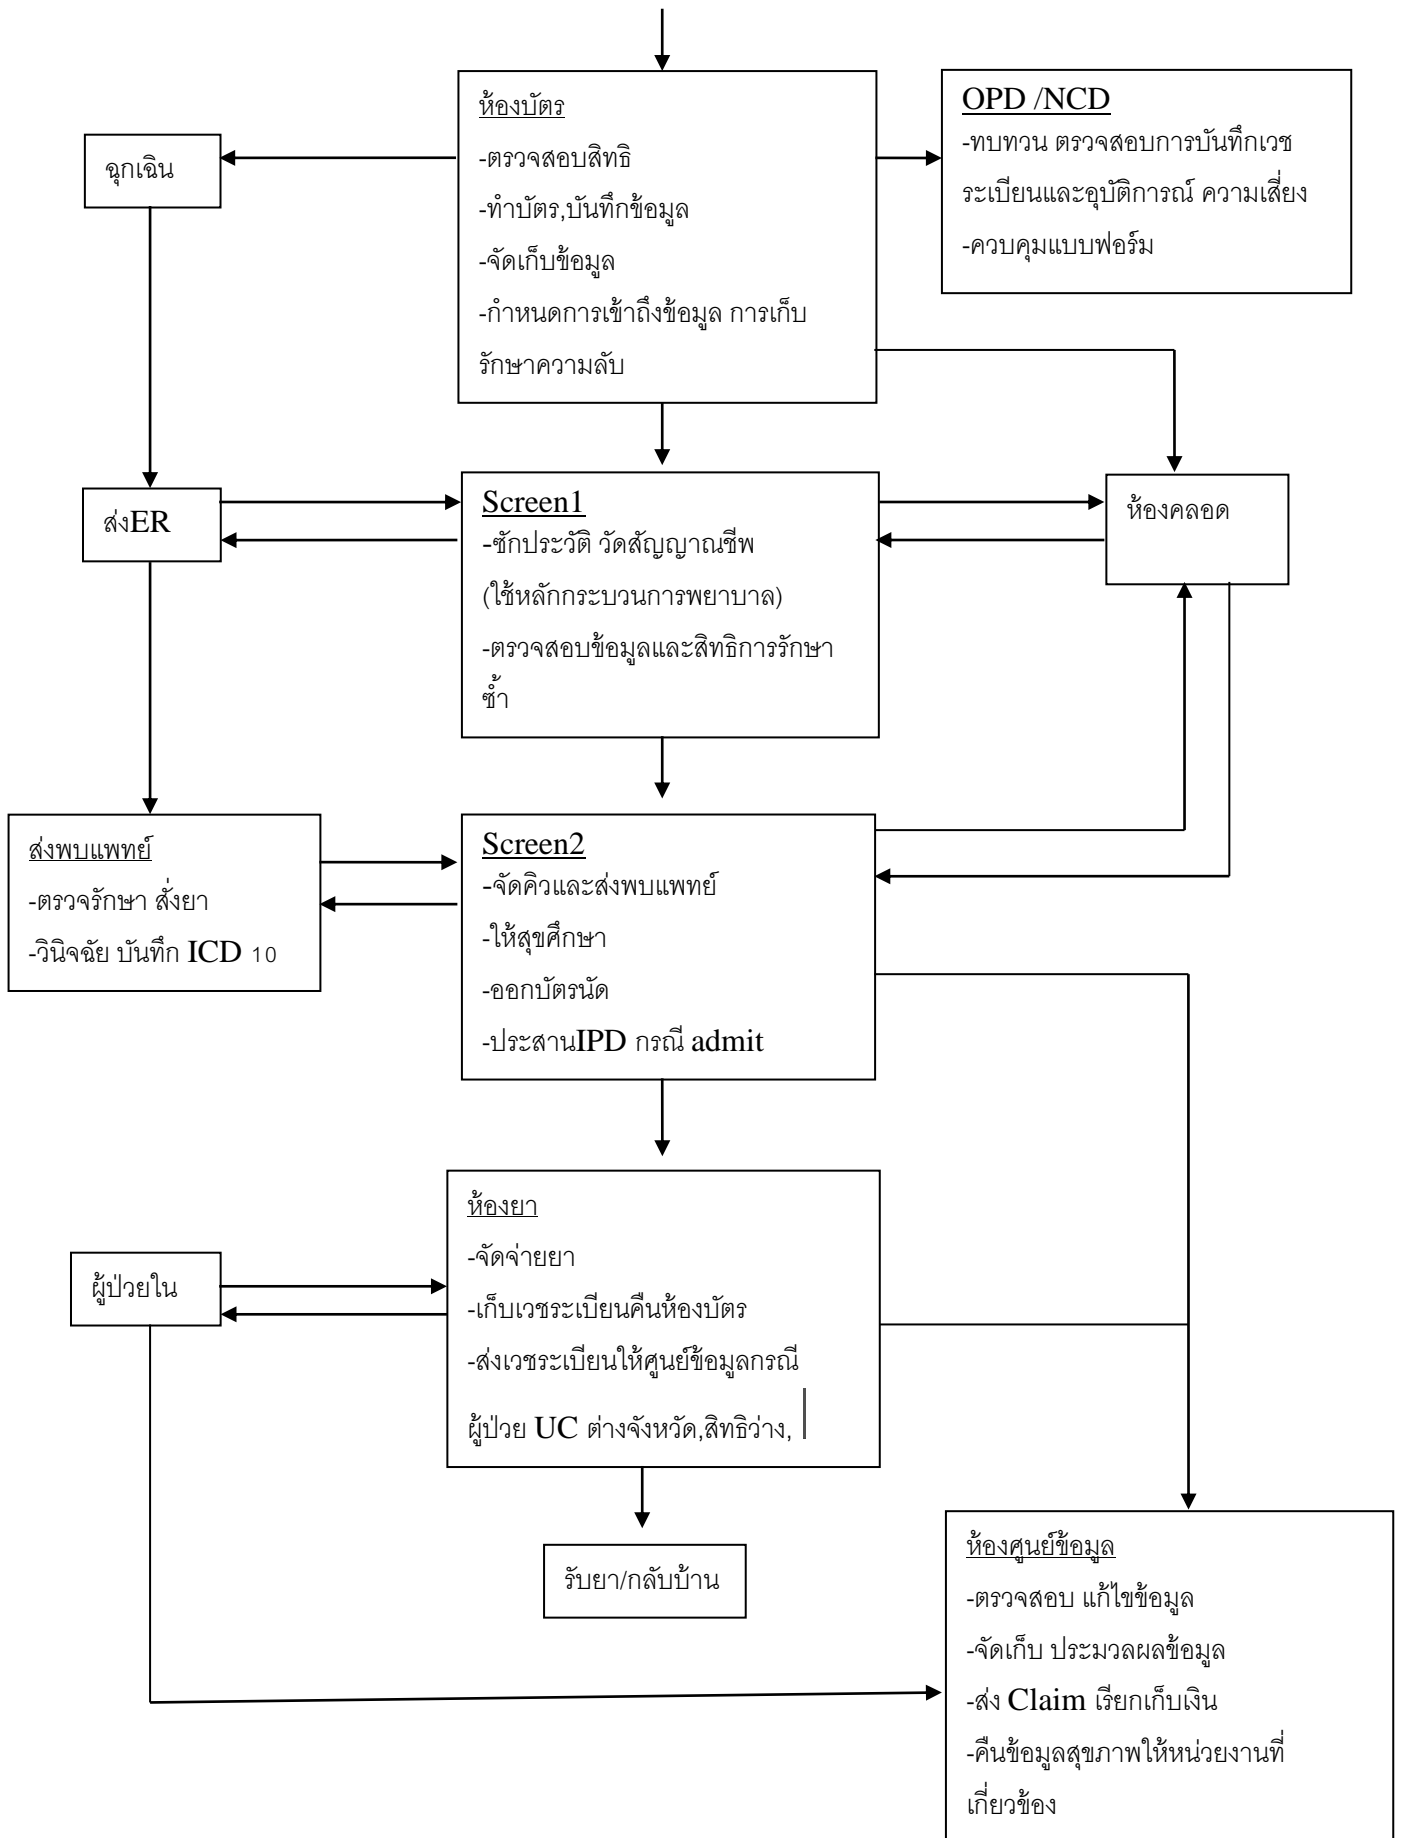 ห้องบัตร
-ตรวจสอบสิทธิ
-ทำบัตร,บันทึกข้อมูล
-จัดเก็บข้อมูล
-กำหนดการเข้าถึงข้อมูล การเก็บ
รักษาความลับ
OPD /NCD
-ทบทวน ตรวจสอบการบันทึกเวช
ระเบียนและอุบัติการณ์ ความเสี่ยง
-ควบคุมแบบฟอร์ม
ฉุกเฉิน
ส่งER
Screen1
-ซักประวัติ วัดสัญญาณชีพ
(ใช้หลักกระบวนการพยาบาล)
-ตรวจสอบข้อมูลและสิทธิการรักษา
ซ้ำ
ห้องคลอด
ส่งพบแพทย์
-ตรวจรักษา สั่งยา
-วินิจฉัย บันทึก ICD 10
Screen2
-จัดคิวและส่งพบแพทย์
-ให้สุขศึกษา
-ออกบัตรนัด
-ประสานIPD กรณี admit
ห้องยา
-จัดจ่ายยา
-เก็บเวชระเบียนคืนห้องบัตร
-ส่งเวชระเบียนให้ศูนย์ข้อมูลกรณี
ผู้ป่วย UC ต่างจังหวัด,สิทธิว่าง,
ผู้ป่วยใน
รับยา/กลับบ้าน
ห้องศูนย์ข้อมูล
-ตรวจสอบ แก้ไขข้อมูล
-จัดเก็บ ประมวลผลข้อมูล
-ส่ง Claim เรียกเก็บเงิน
-คืนข้อมูลสุขภาพให้หน่วยงานที่
เกี่ยวข้อง